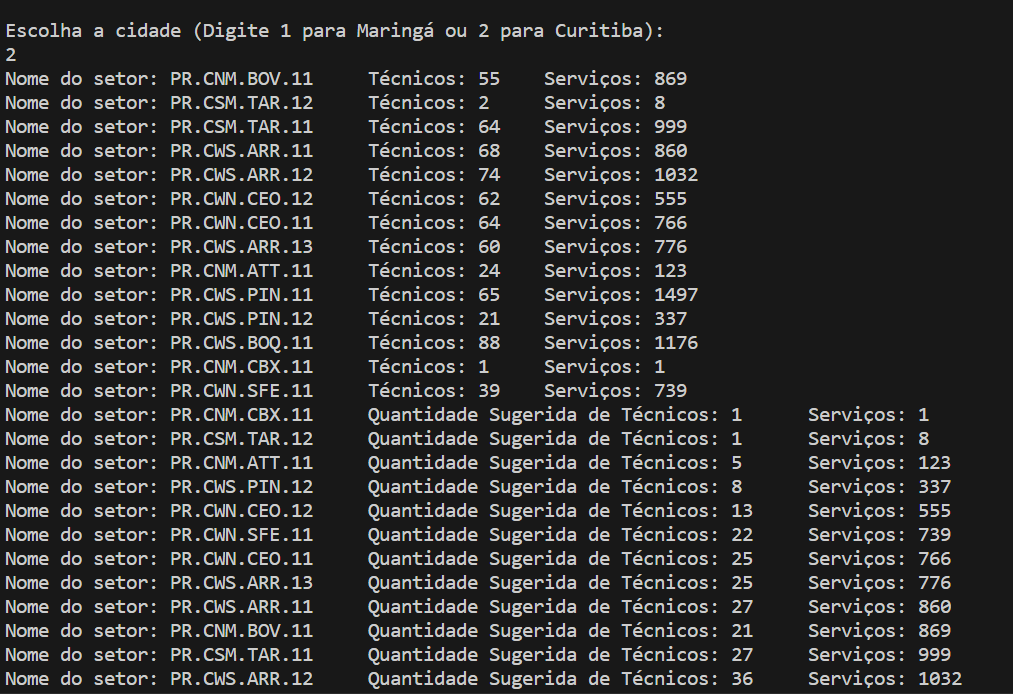 Escolha a cidade (Digite 1 para Maringá ou 2 para Curitiba):
2
Nome do setor: PR.CNM.BOV.11 Técnicos: 55 Serviços: 869
Nome do setor: PR.CSM.TAR.12 Técnicos: 2 Serviços: 8
Nome do setor: PR.CSM.TAR.11 Técnicos: 64 Serviços: 999
Nome do setor: PR.CWS.ARR.11 Técnicos: 68 Serviços: 860
Nome do setor: PR.CWS.ARR.12 Técnicos: 74 Serviços: 1032
Nome do setor: PR.CWN.CEO.12 Técnicos: 62 Serviços: 555
Nome do setor: PR.CWN.CEO.11 Técnicos: 64 Serviços: 766
Nome do setor: PR.CWS.ARR.13 Técnicos: 60 Serviços: 776
Nome do setor: PR.CNM.ATT.11 Técnicos: 24 Serviços: 123
Nome do setor: PR.CWS.PIN.11 Técnicos: 65 Serviços: 1497
Nome do setor: PR.CWS.PIN.12 Técnicos: 21 Serviços: 337
Nome do setor: PR.CWS.BOQ.11 Técnicos: 88 Serviços: 1176
Nome do setor: PR.CNM.CBX.11 Técnicos: 1 Serviços: 1
Nome do setor: PR.CWN.SFE.11 Técnicos: 39 Serviços: 739
Nome do setor: PR.CNM.CBX.11 Quantidade Sugerida de Técnicos: 1 Serviços: 1
Nome do setor: PR.CSM.TAR.12 Quantidade Sugerida de Técnicos: 1 Serviços: 8
Nome do setor: PR.CNM.ATT.11 Quantidade Sugerida de Técnicos: 5 Serviços: 123
Nome do setor: PR.CWS.PIN.12 Quantidade Sugerida de Técnicos: 8 Serviços: 337
Nome do setor: PR.CWN.CEO.12 Quantidade Sugerida de Técnicos: 13 Serviços: 555
Nome do setor: PR.CWN.SFE.11 Quantidade Sugerida de Técnicos: 22 Serviços: 739
Nome do setor: PR.CWN.CEO.11 Quantidade Sugerida de Técnicos: 25 Serviços: 766
Nome do setor: PR.CWS.ARR.13 Quantidade Sugerida de Técnicos: 25 Serviços: 776
Nome do setor: PR.CWS.ARR.11 Quantidade Sugerida de Técnicos: 27 Serviços: 860
Nome do setor: PR.CNM.BOV.11 Quantidade Sugerida de Técnicos: 21 Serviços: 869
Nome do setor: PR.CSM.TAR.11 Quantidade Sugerida de Técnicos: 27 Serviços: 999
Nome do setor: PR.CWS.ARR.12 Quantidade Sugerida de Técnicos: 36 Serviços: 1032